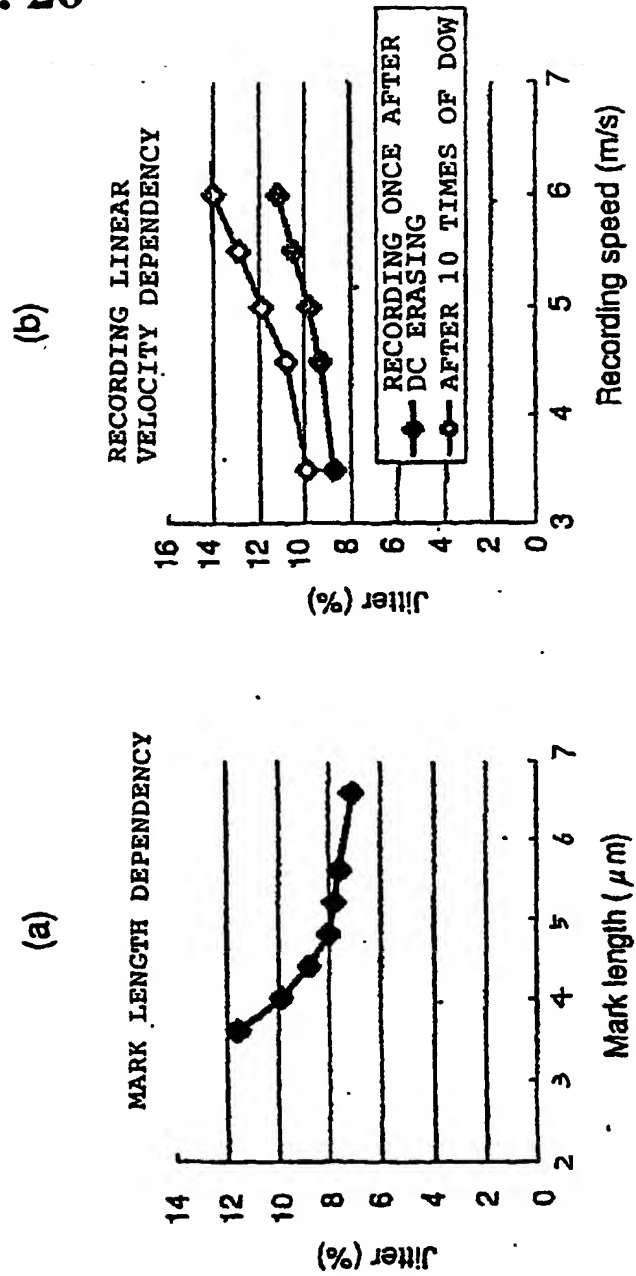 (a)
MARK LENGTH DEPENDENCY
14
12
10
8
6
4
2
0
Jitter (%)
2 3 4 5 6 7
Mark length ( μm)
(b)
RECORDING LINEAR
VELOCITY DEPENDENCY
16
14
12
10
8
6
4
2
0
Jitter (%)
RECORDING ONCE AFTER
DC ERASING
AFTER 10 TIMES OF DOW
3 4 5 6 7
Recording speed (m/s)